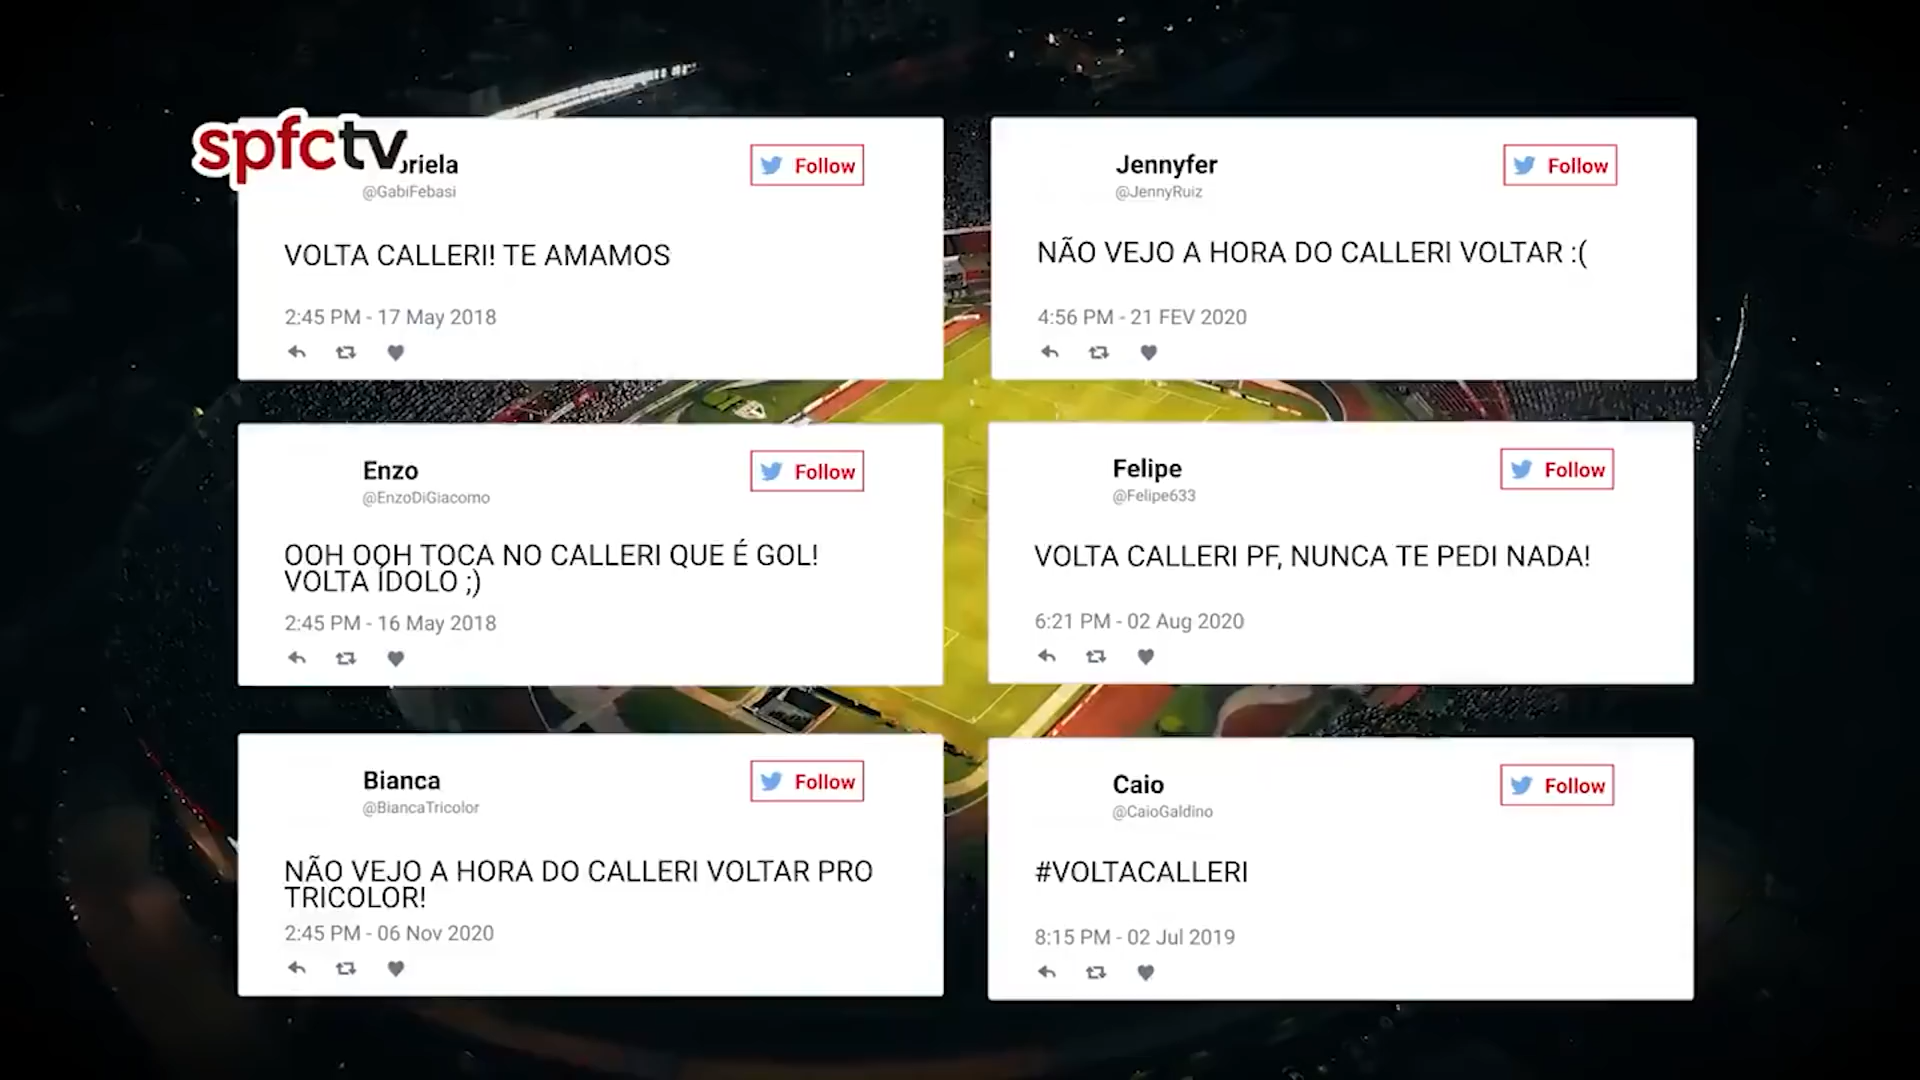 spfctv
@GabiFebasi
Follow
VOLTA CALLERI! TE AMAMOS
2:45 PM - 17 May 2018
Jennyfer
@JennyRuiz
Follow
NÃO VEJO A HORA DO CALLERI VOLTAR :(
4:56 PM - 21 FEV 2020
Enzo
@EnzoDiGiacomo
Follow
OOH OOH TOCA NO CALLERI QUE É GOL!
VOLTA ÍDOLO ;)
2:45 PM - 16 May 2018
Felipe
@Felipe633
Follow
VOLTA CALLERI PF, NUNCA TE PEDI NADA!
6:21 PM - 02 Aug 2020
Bianca
@BiancaTricolor
Follow
NÃO VEJO A HORA DO CALLERI VOLTAR PRO
TRICOLOR!
2:45 PM - 06 Nov 2020
Caio
@CaioGaldino
Follow
#VOLTACALLERI
8:15 PM - 02 Jul 2019